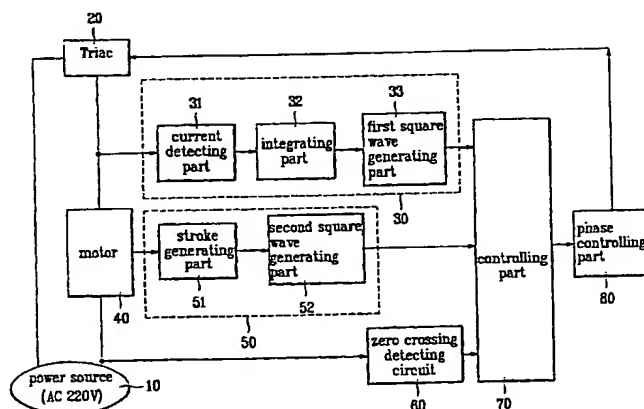 20
Triac
31
32
33
current
detecting
part
integrating
part
first square
wave
generating
part
30
motor
40
stroke
generating
part
51
second square
wave
generating
part
52
50
controlling
part
70
pinase
controlling
part
80
zero crossing
detecting
circuit
60
power source
(AC 220V)
10